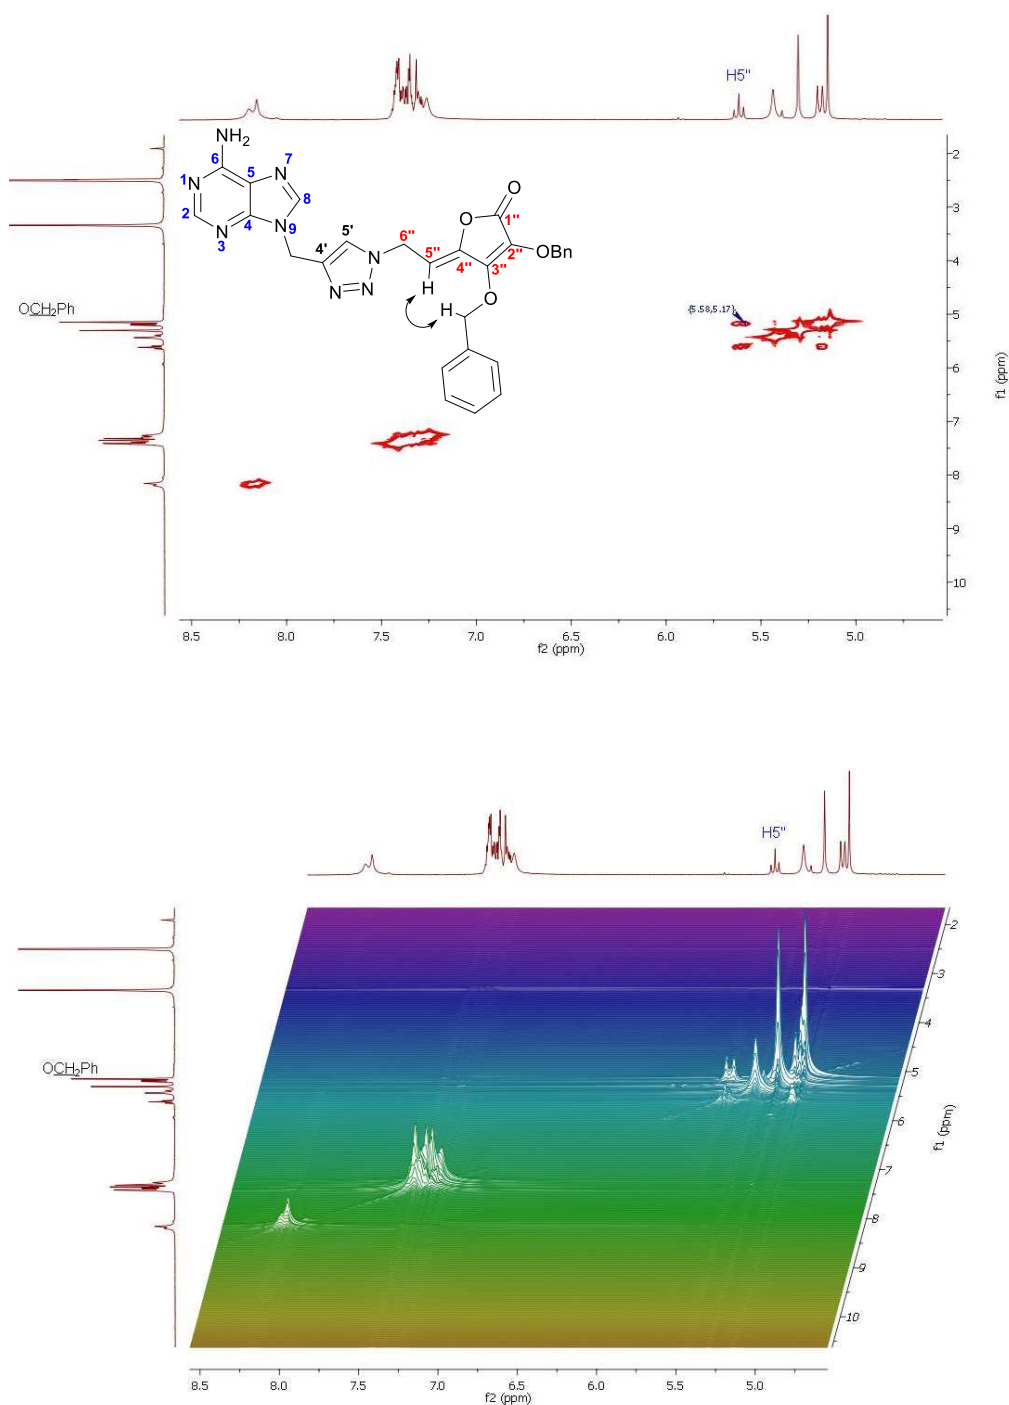 H5"
NH2
6
7
N
5
1 N
8
2
4
N
N
3
9
4'
5'
N
N
N
6"
5"
4"
H
O
O
1"
2"
OBn
3"
O
H
OCH2Ph
{5.58,5.17}
2
3
4
5
6
7
8
9
10
f1 (ppm)
8.5 8.0 7.5 7.0 6.5 6.0 5.5 5.0
f2 (ppm)
H5"
OCH2Ph
2
3
4
5
6
7
8
9
10
f1 (ppm)
8.5 8.0 7.5 7.0 6.5 6.0 5.5 5.0
f2 (ppm)